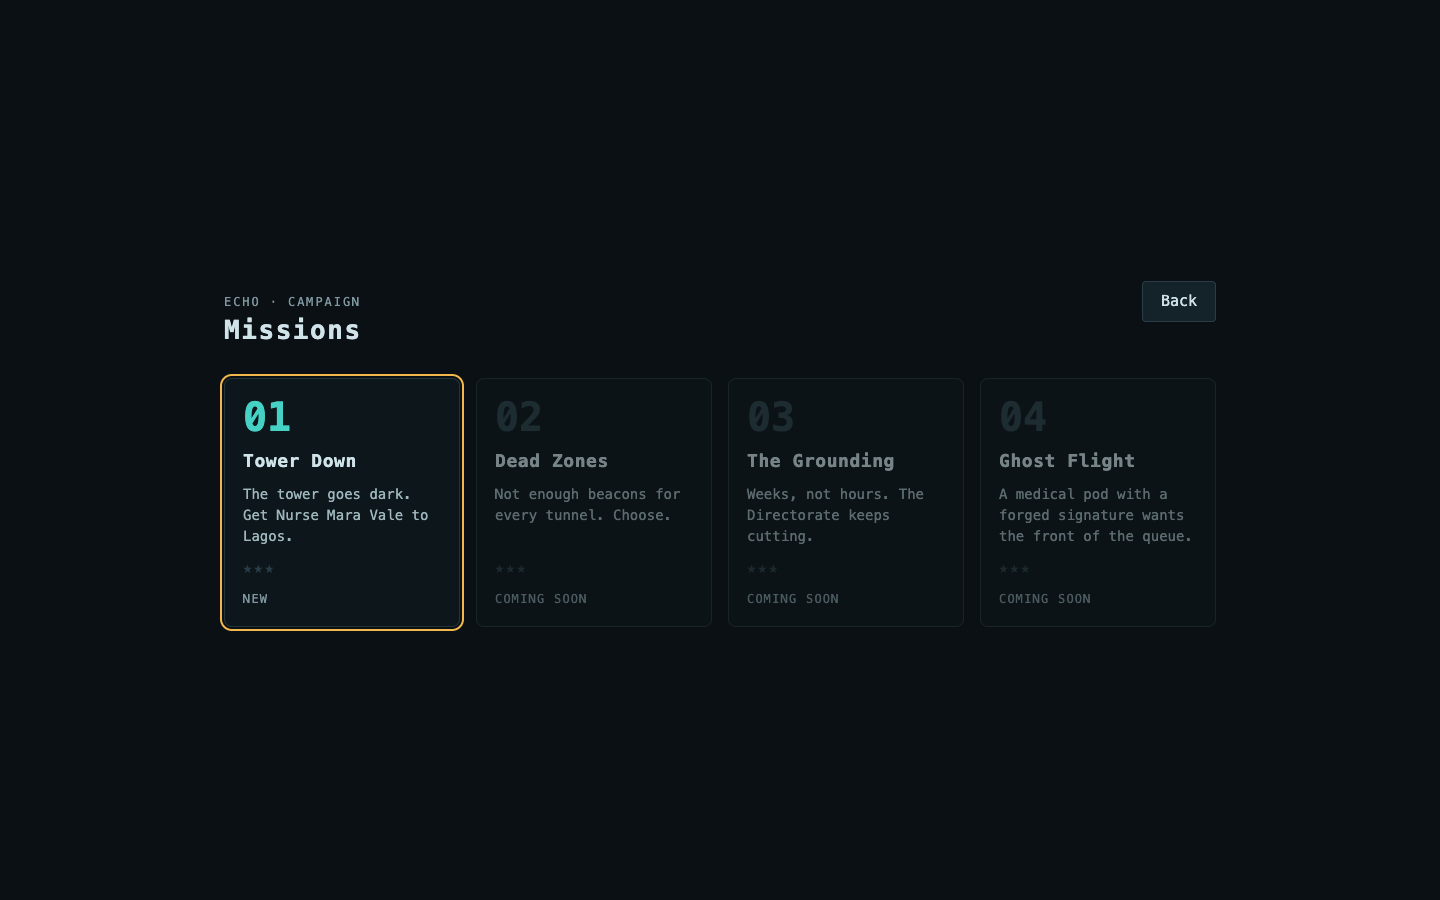 ECHO · CAMPAIGN
Missions
Back
01
Tower Down
The tower goes dark.
Get Nurse Mara Vale to
Lagos.
★★★
NEW
02
Dead Zones
Not enough beacons for
every tunnel. Choose.
★★★
COMING SOON
03
The Grounding
Weeks, not hours. The
Directorate keeps
cutting.
★★★
COMING SOON
04
Ghost Flight
A medical pod with a
forged signature wants
the front of the queue.
★★★
COMING SOON